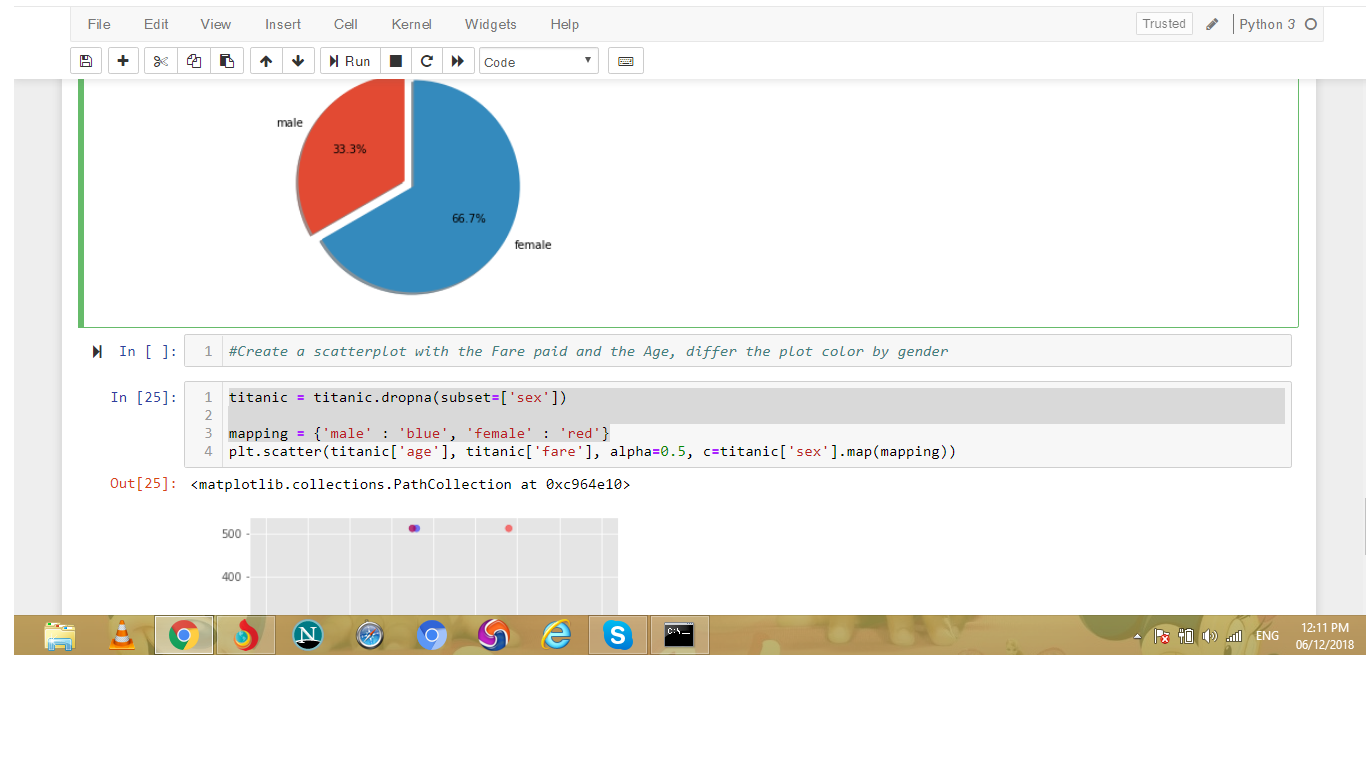 File Edit View Insert Cell Kernel Widgets Help Trusted Python 3
Run Code
male
33.3%
66.7%
female
In [ ]: 1 #Create a scatterplot with the Fare paid and the Age, differ the plot color by gender
In [25]: 1 titanic = titanic.dropna(subset=['sex'])
2
3 mapping = {'male' : 'blue', 'female' : 'red'}
4 plt.scatter(titanic['age'], titanic['fare'], alpha=0.5, c=titanic['sex'].map(mapping))
Out[25]: <matplotlib.collections.PathCollection at 0xc964e10>
500
400
N S C:\ ENG 12:11 PM
06/12/2018